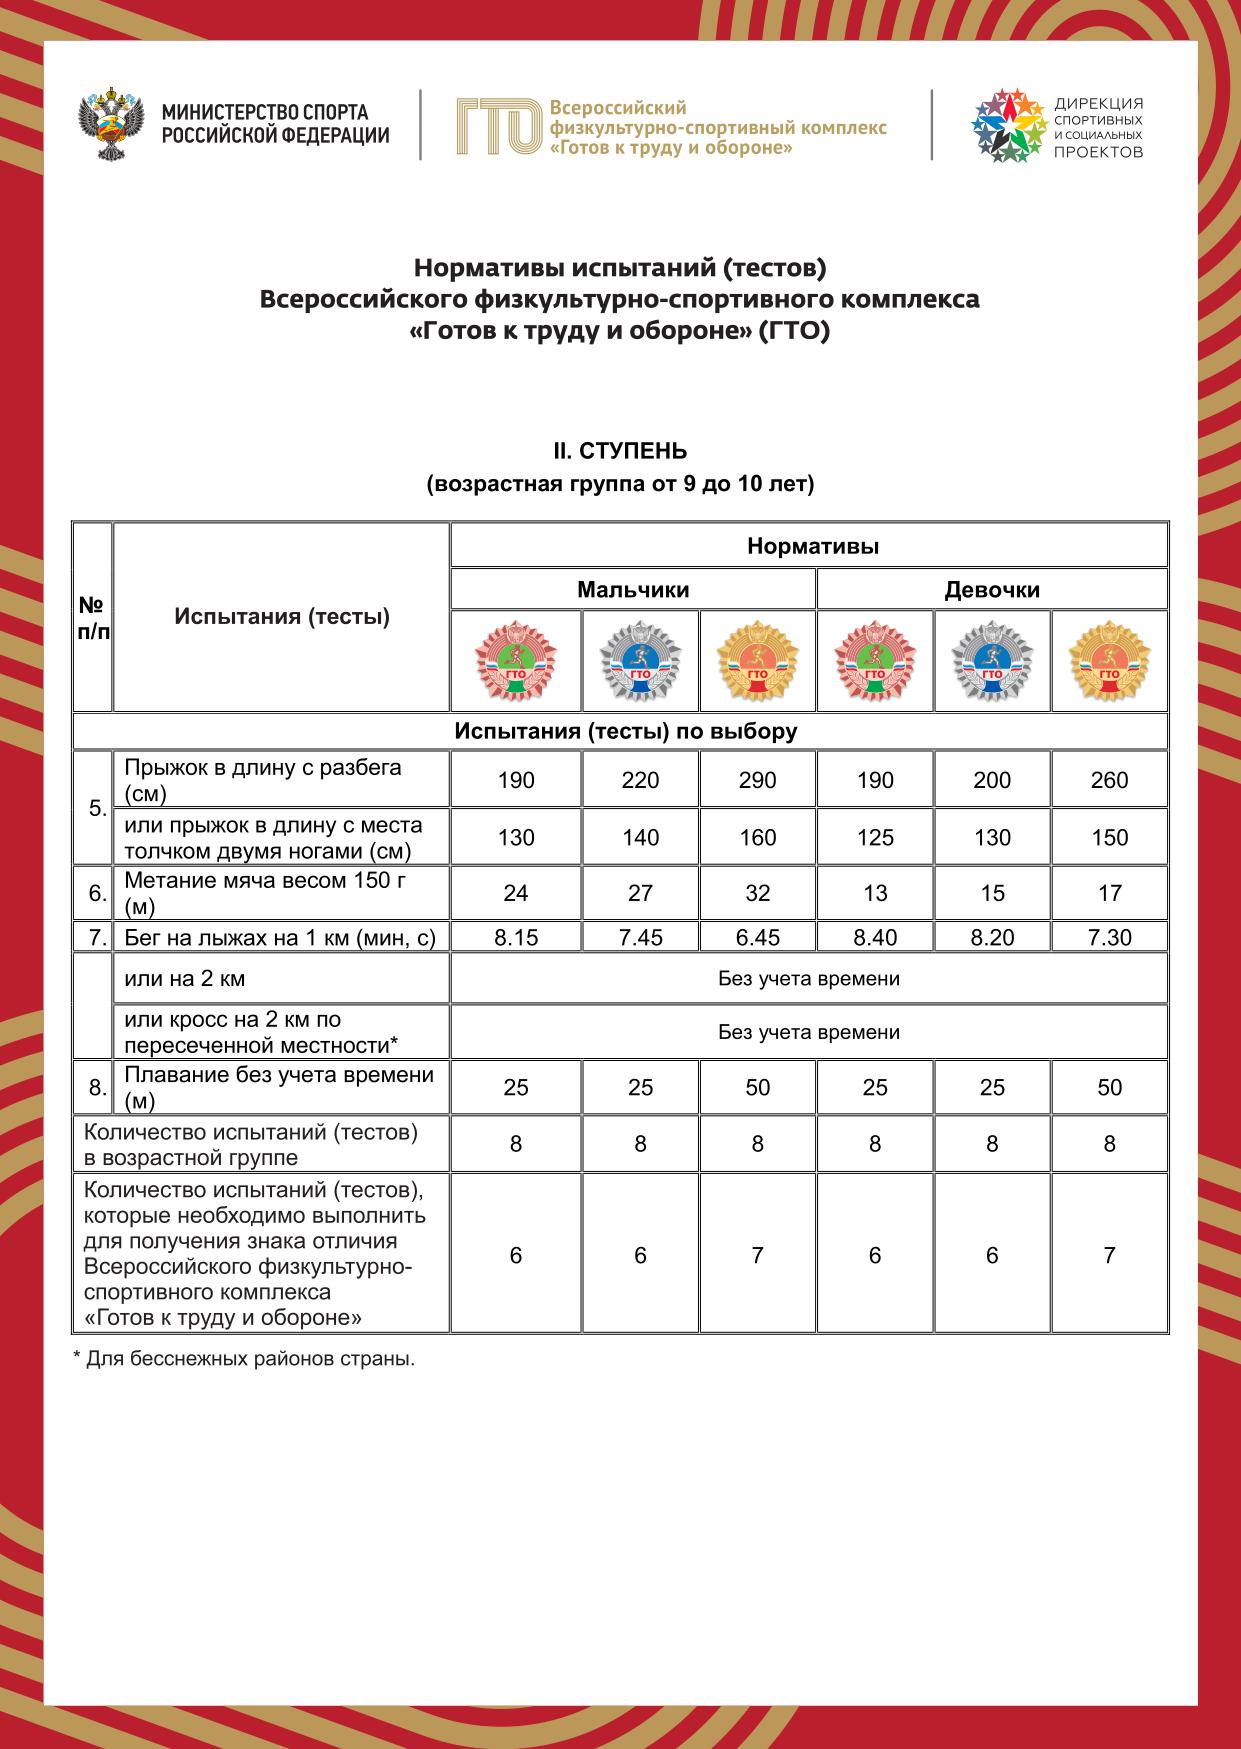 МИНИСТЕРСТВО СПОРТА
РОССИЙСКОЙ ФЕДЕРАЦИИ
ГТО
Всероссийский
физкультурно-спортивный комплекс
«Готов к труду и обороне»
ДИРЕКЦИЯ
СПОРТИВНЫХ
И СОЦИАЛЬНЫХ
ПРОЕКТОВ
Нормативы испытаний (тестов)
Всероссийского физкультурно-спортивного комплекса
«Готов к труду и обороне» (ГТО)
II. СТУПЕНЬ
(возрастная группа от 9 до 10 лет)
№
п/п
Испытания (тесты)
Нормативы
Мальчики Девочки
ГТО ГТО ГТО ГТО ГТО ГТО
Испытания (тесты) по выбору
5. Прыжок в длину с разбега
(см) 190 220 290 190 200 260
или прыжок в длину с места
толчком двумя ногами (см) 130 140 160 125 130 150
6. Метание мяча весом 150 г
(м) 24 27 32 13 15 17
7. Бег на лыжах на 1 км (мин, с) 8.15 7.45 6.45 8.40 8.20 7.30
или на 2 км Без учета времени
или кросс на 2 км по
пересеченной местности* Без учета времени
8. Плавание без учета времени
(м) 25 25 50 25 25 50
Количество испытаний (тестов)
в возрастной группе 8 8 8 8 8 8
Количество испытаний (тестов),
которые необходимо выполнить
для получения знака отличия
Всероссийского физкультурно-
спортивного комплекса
«Готов к труду и обороне» 6 6 7 6 6 7
* Для бесснежных районов страны.